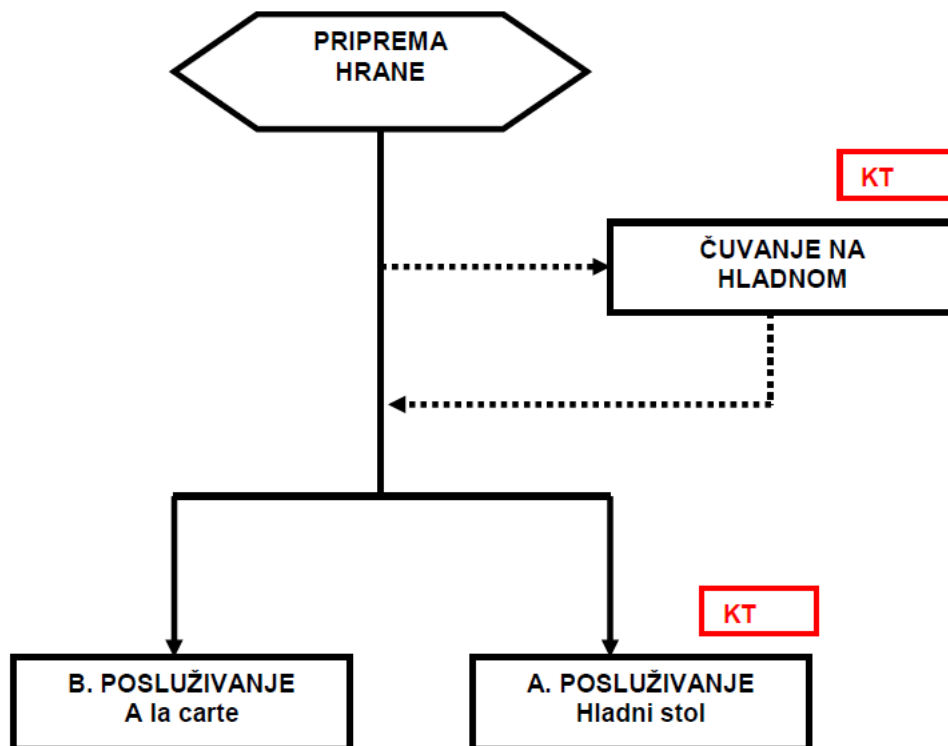 PRIPREMA
HRANE
KT
ČUVANJE NA
HLADNOM
KT
B. POSLUŽIVANJE
A la carte
A. POSLUŽIVANJE
Hladni stol